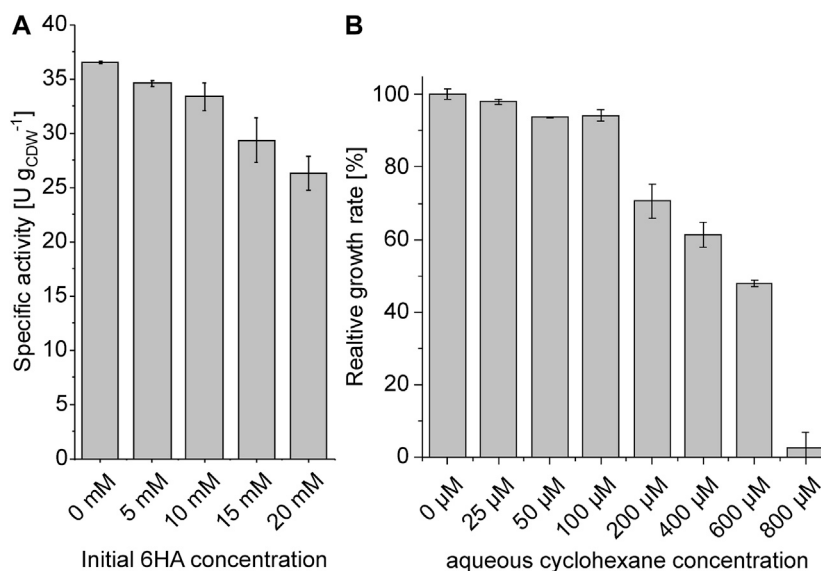 A
Specific activity [U g_CDW^-1]
40
35
30
25
20
15
10
5
0
0 mM
5 mM
10 mM
15 mM
20 mM
Initial 6HA concentration
B
Realtive growth rate [%]
100
80
60
40
20
0
0 µM
25 µM
50 µM
100 µM
200 µM
400 µM
600 µM
800 µM
aqueous cyclohexane concentration